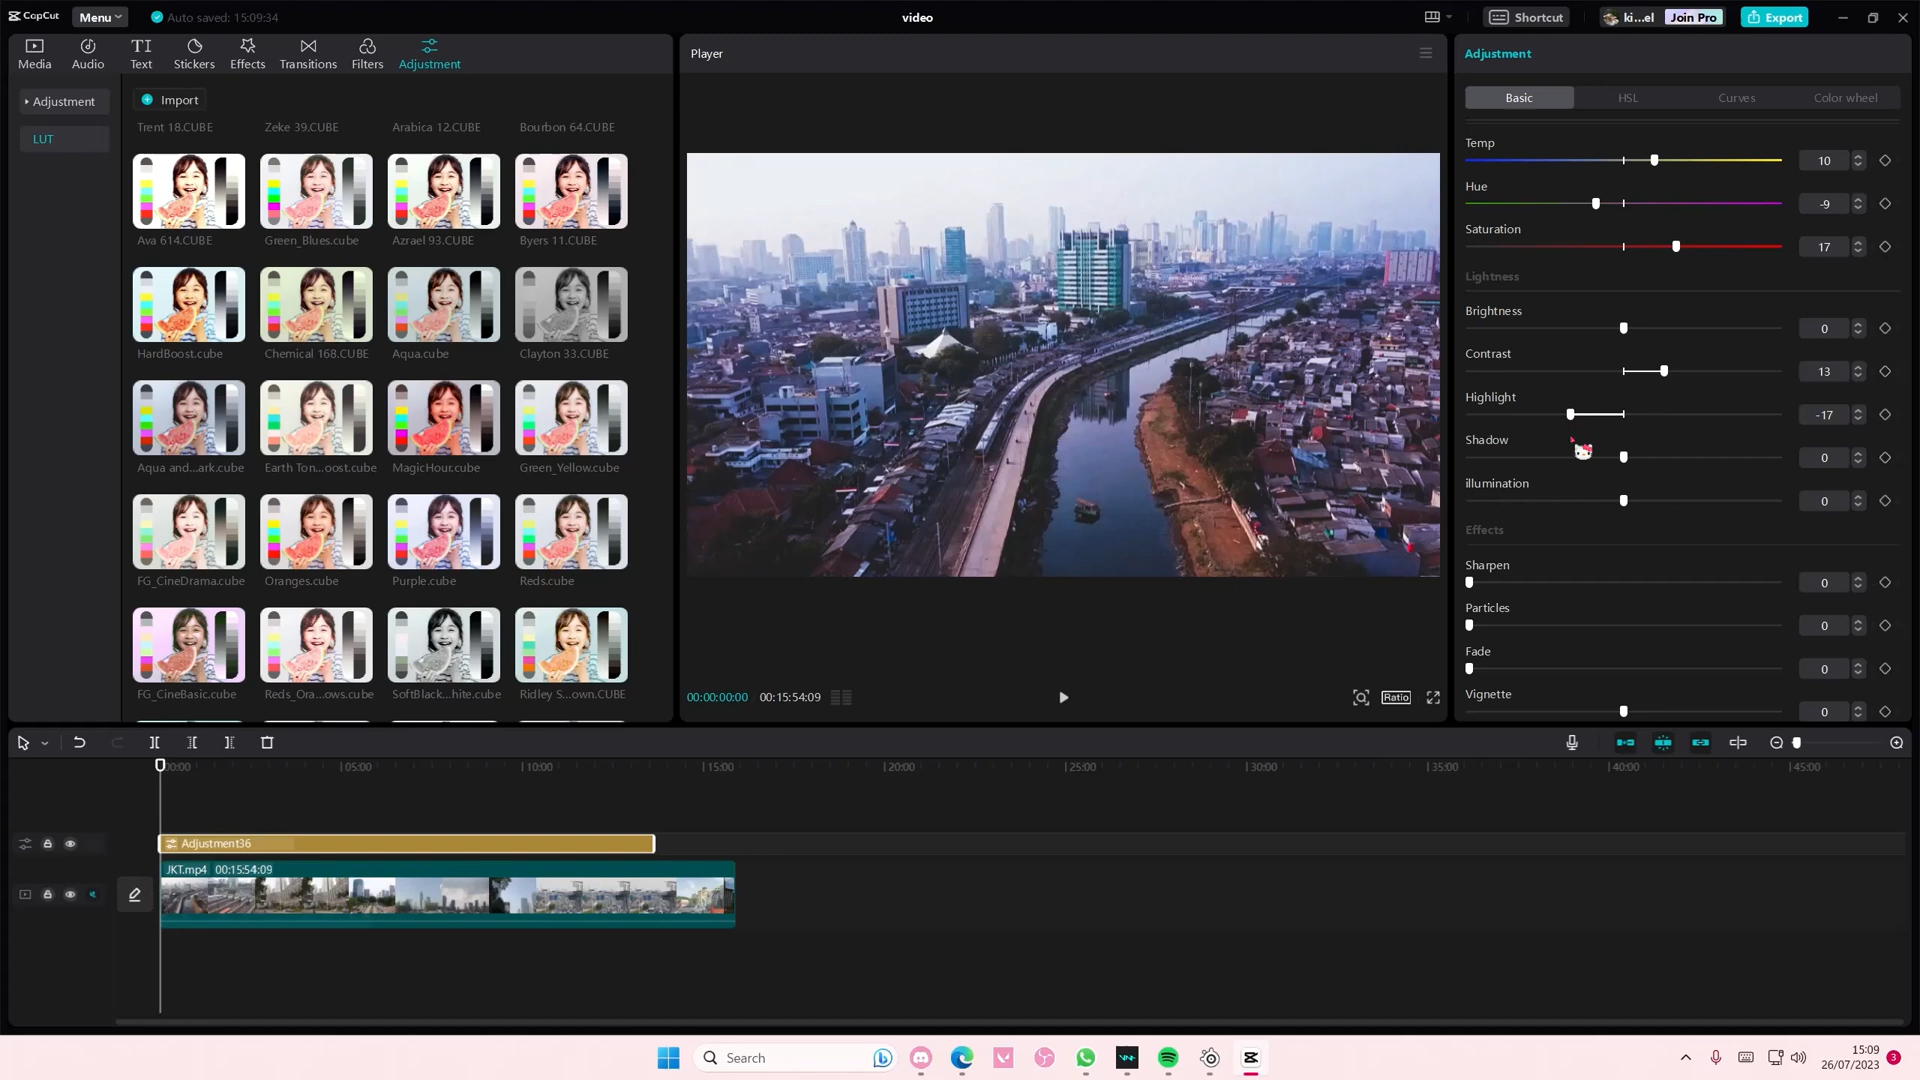 CapCut
Menu
Auto saved: 15:09:34
video
Shortcut
ki...el
Join Pro
Export
Media
Audio
Text
Stickers
Effects
Transitions
Filters
Adjustment
Adjustment
LUT
Import
Trent 18.CUBE
Zeke 39.CUBE
Arabica 12.CUBE
Bourbon 64.CUBE
Ava 614.CUBE
Green_Blues.cube
Azrael 93.CUBE
Byers 11.CUBE
HardBoost.cube
Chemical 168.CUBE
Aqua.cube
Clayton 33.CUBE
Aqua and...ark.cube
Earth Ton...oost.cube
MagicHour.cube
Green_Yellow.cube
FG_CineDrama.cube
Oranges.cube
Purple.cube
Reds.cube
FG_CineBasic.cube
Reds_Ora...ows.cube
SoftBlack...hite.cube
Ridley S...own.CUBE
Player
00:00:00:00
00:15:54:09
Ratio
Adjustment
Basic
HSL
Curves
Color wheel
Temp
10
Hue
-9
Saturation
17
Lightness
Brightness
0
Contrast
13
Highlight
-17
Shadow
0
illumination
0
Effects
Sharpen
0
Particles
0
Fade
0
Vignette
0
00:00
05:00
10:00
15:00
20:00
25:00
30:00
35:00
40:00
45:00
Adjustment36
JKT.mp4 00:15:54:09
Search
15:09
26/07/2023
3